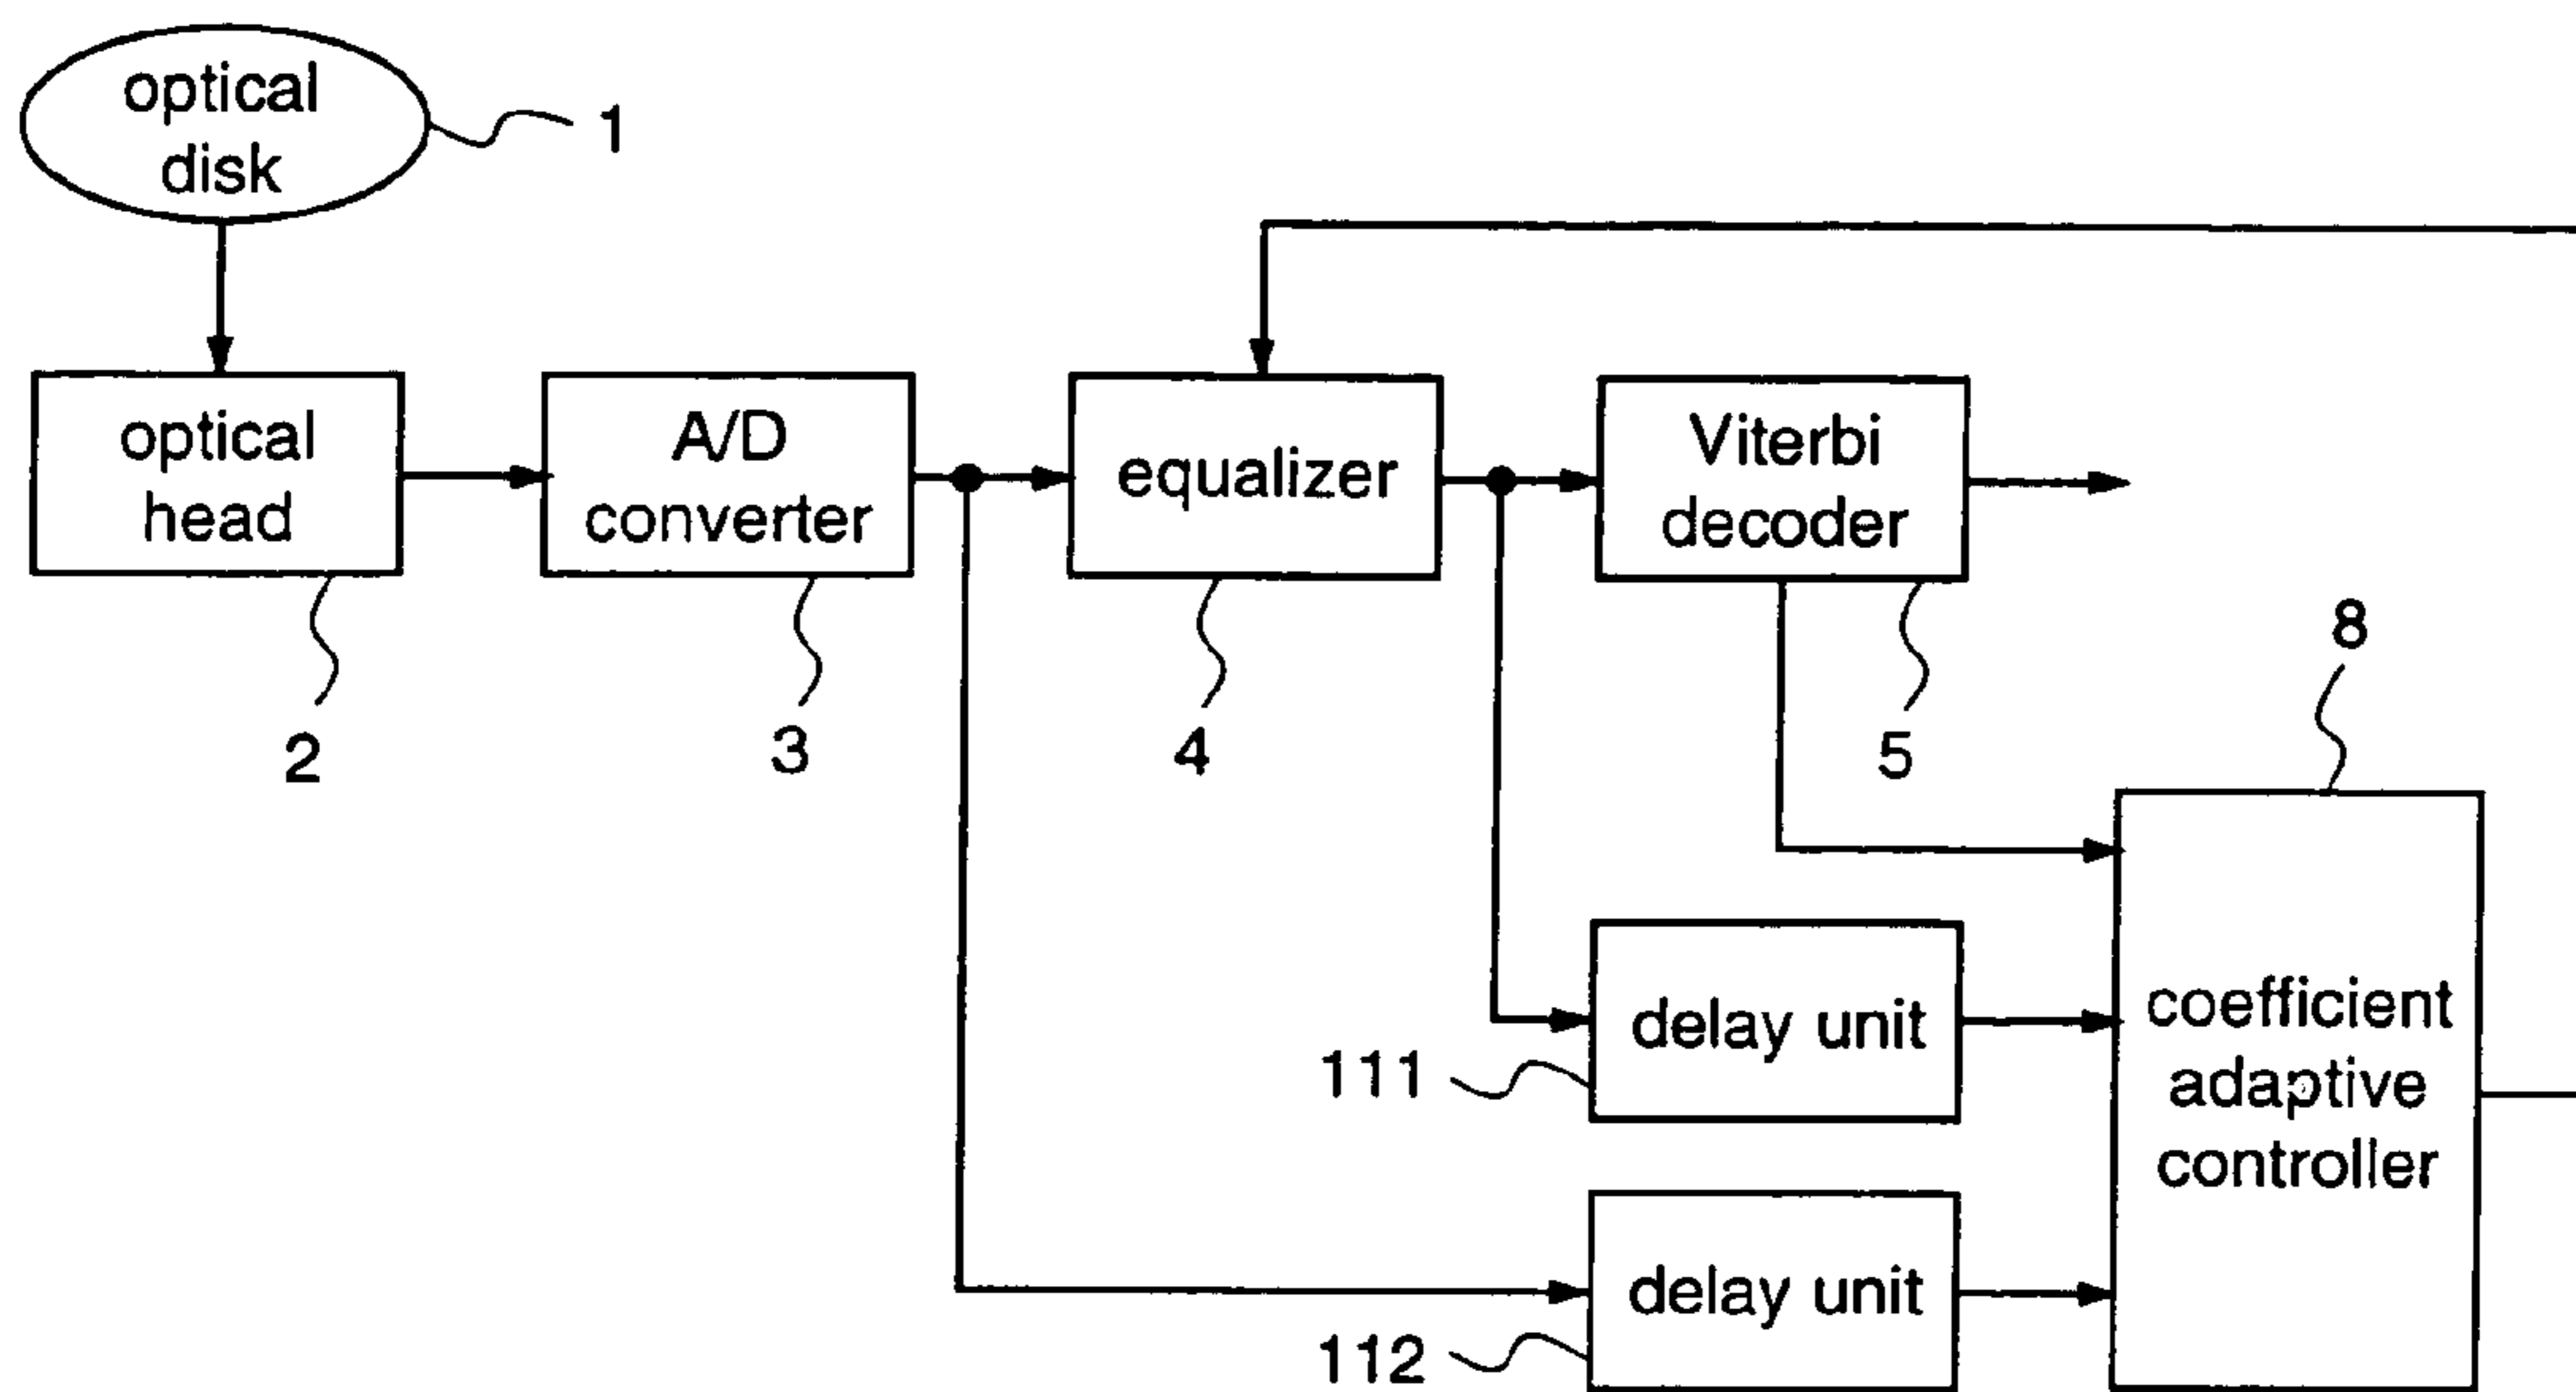 optical
disk
1
optical
head
A/D
converter
equalizer
Viterbi
decoder
2
3
4
5
8
delay unit
111
coefficient
adaptive
controller
delay unit
112